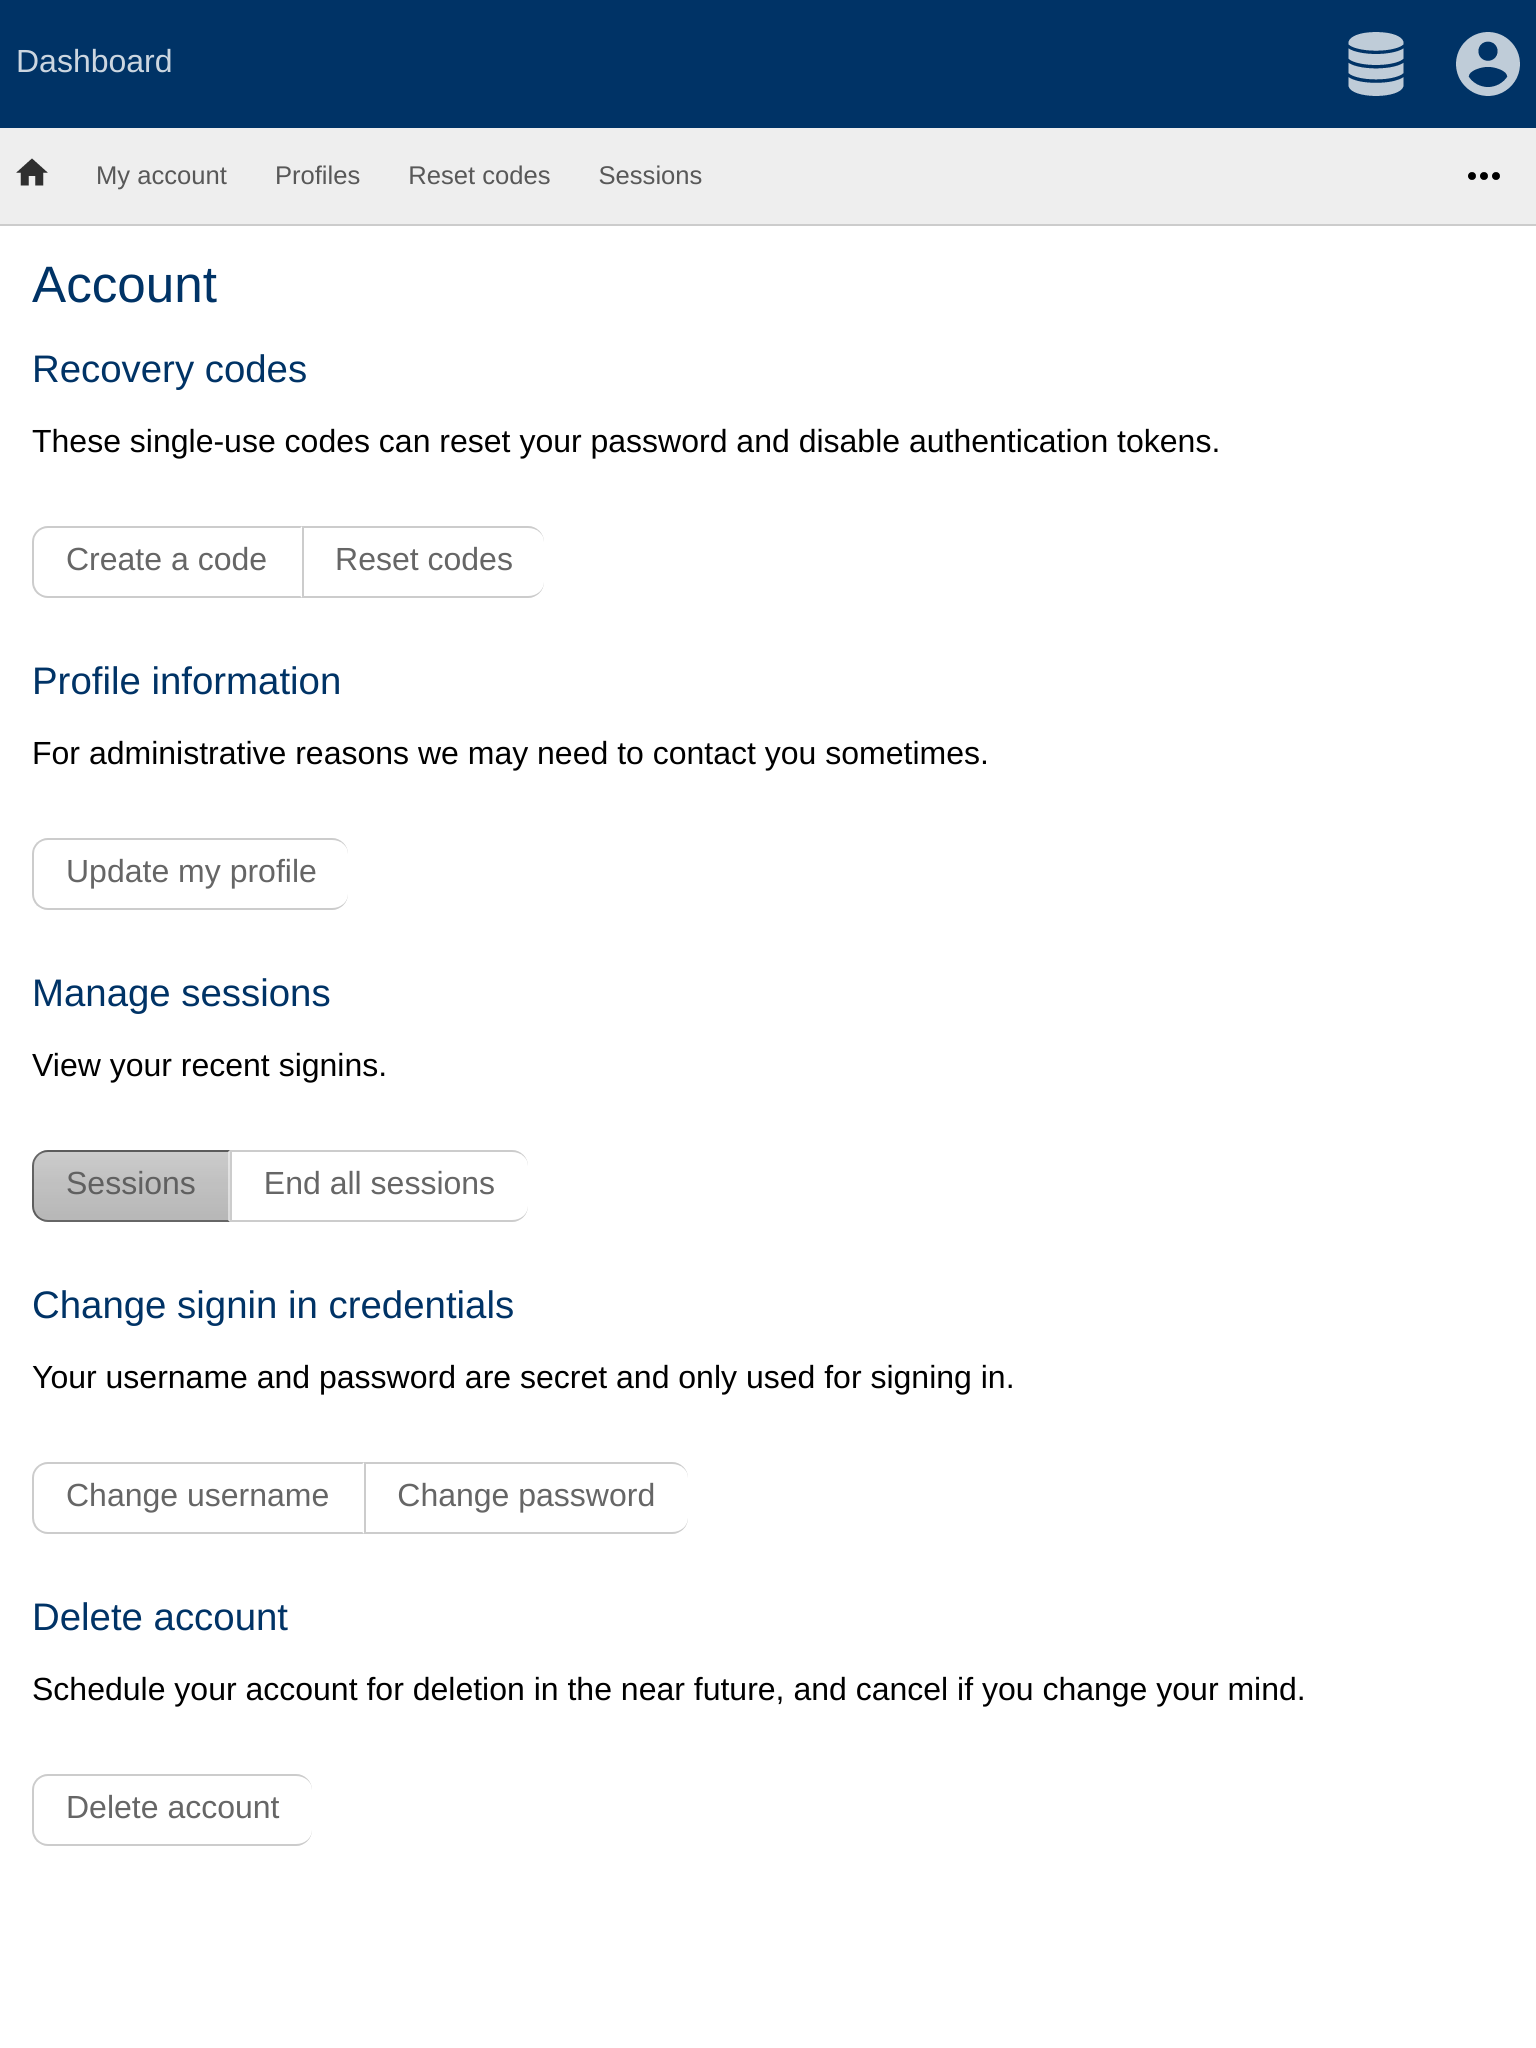 Dashboard
My account Profiles Reset codes Sessions
Account
Recovery codes
These single-use codes can reset your password and disable authentication tokens.
Create a code Reset codes
Profile information
For administrative reasons we may need to contact you sometimes.
Update my profile
Manage sessions
View your recent signins.
Sessions End all sessions
Change signin in credentials
Your username and password are secret and only used for signing in.
Change username Change password
Delete account
Schedule your account for deletion in the near future, and cancel if you change your mind.
Delete account